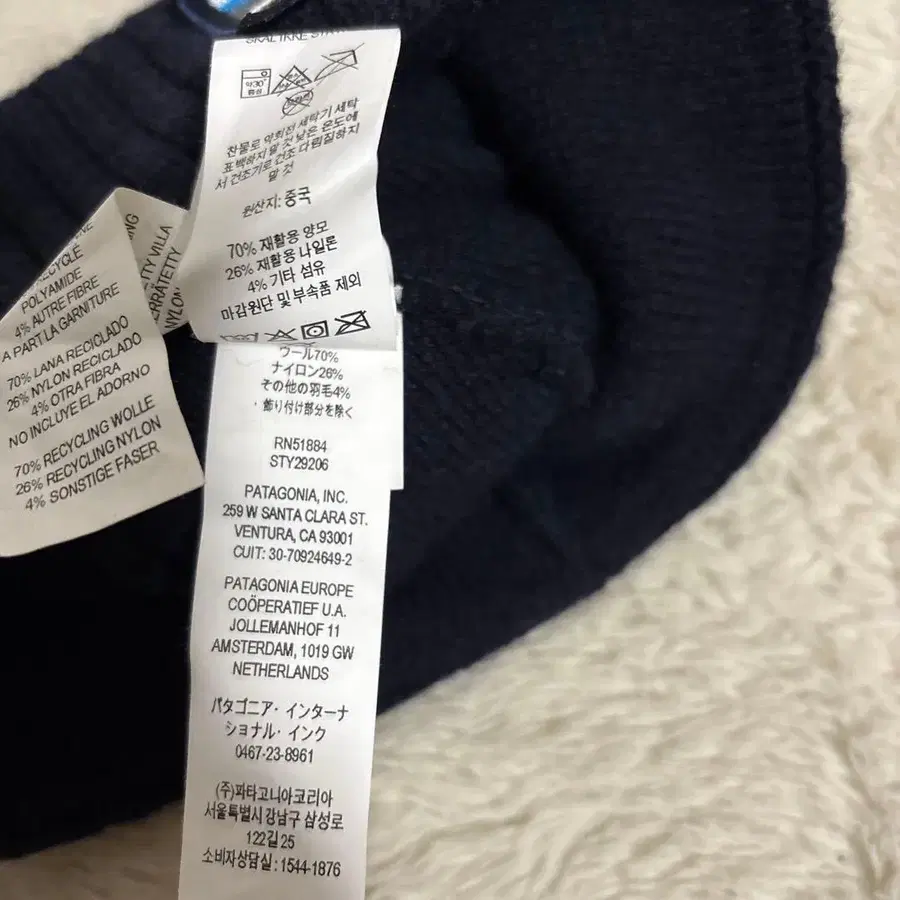 SKAL IKKE
약30°
중성
찬물로 약회전 세탁기 세탁
표백하지말 것 낮은 온도에
서 건조기로 건조 다림질하지
말 것
원산지: 중국
70% 재활용 양모
26% 재활용 나일론
4% 기타 섬유
마감원단 및 부속품 제외
POLYAMIDE
4% AUTRE FIBRE
A PART LA GARNITURE
70% LANA RECICLADO
26% NYLON RECICLADO
4% OTRA FIBRA
NO INCLUYE EL ADORNO
70% RECYCLING WOLLE
26% RECYCLING NYLON
4% SONSTIGE FASER
VILLA
NYLON
ウール70%
ナイロン26%
その他の羽毛4%
飾り付け部分を除く
RN51884
STY29206
PATAGONIA, INC.
259 W SANTA CLARA ST.
VENTURA, CA 93001
CUIT: 30-70924649-2
PATAGONIA EUROPE
COÖPERATIEF U.A.
JOLLEMANHOF 11
AMSTERDAM, 1019 GW
NETHERLANDS
パタゴニア・インターナ
ショナル・インク
0467-23-8961
(주)파타고니아코리아
서울특별시 강남구 삼성로
122길 25
소비자상담실 : 1544-1876